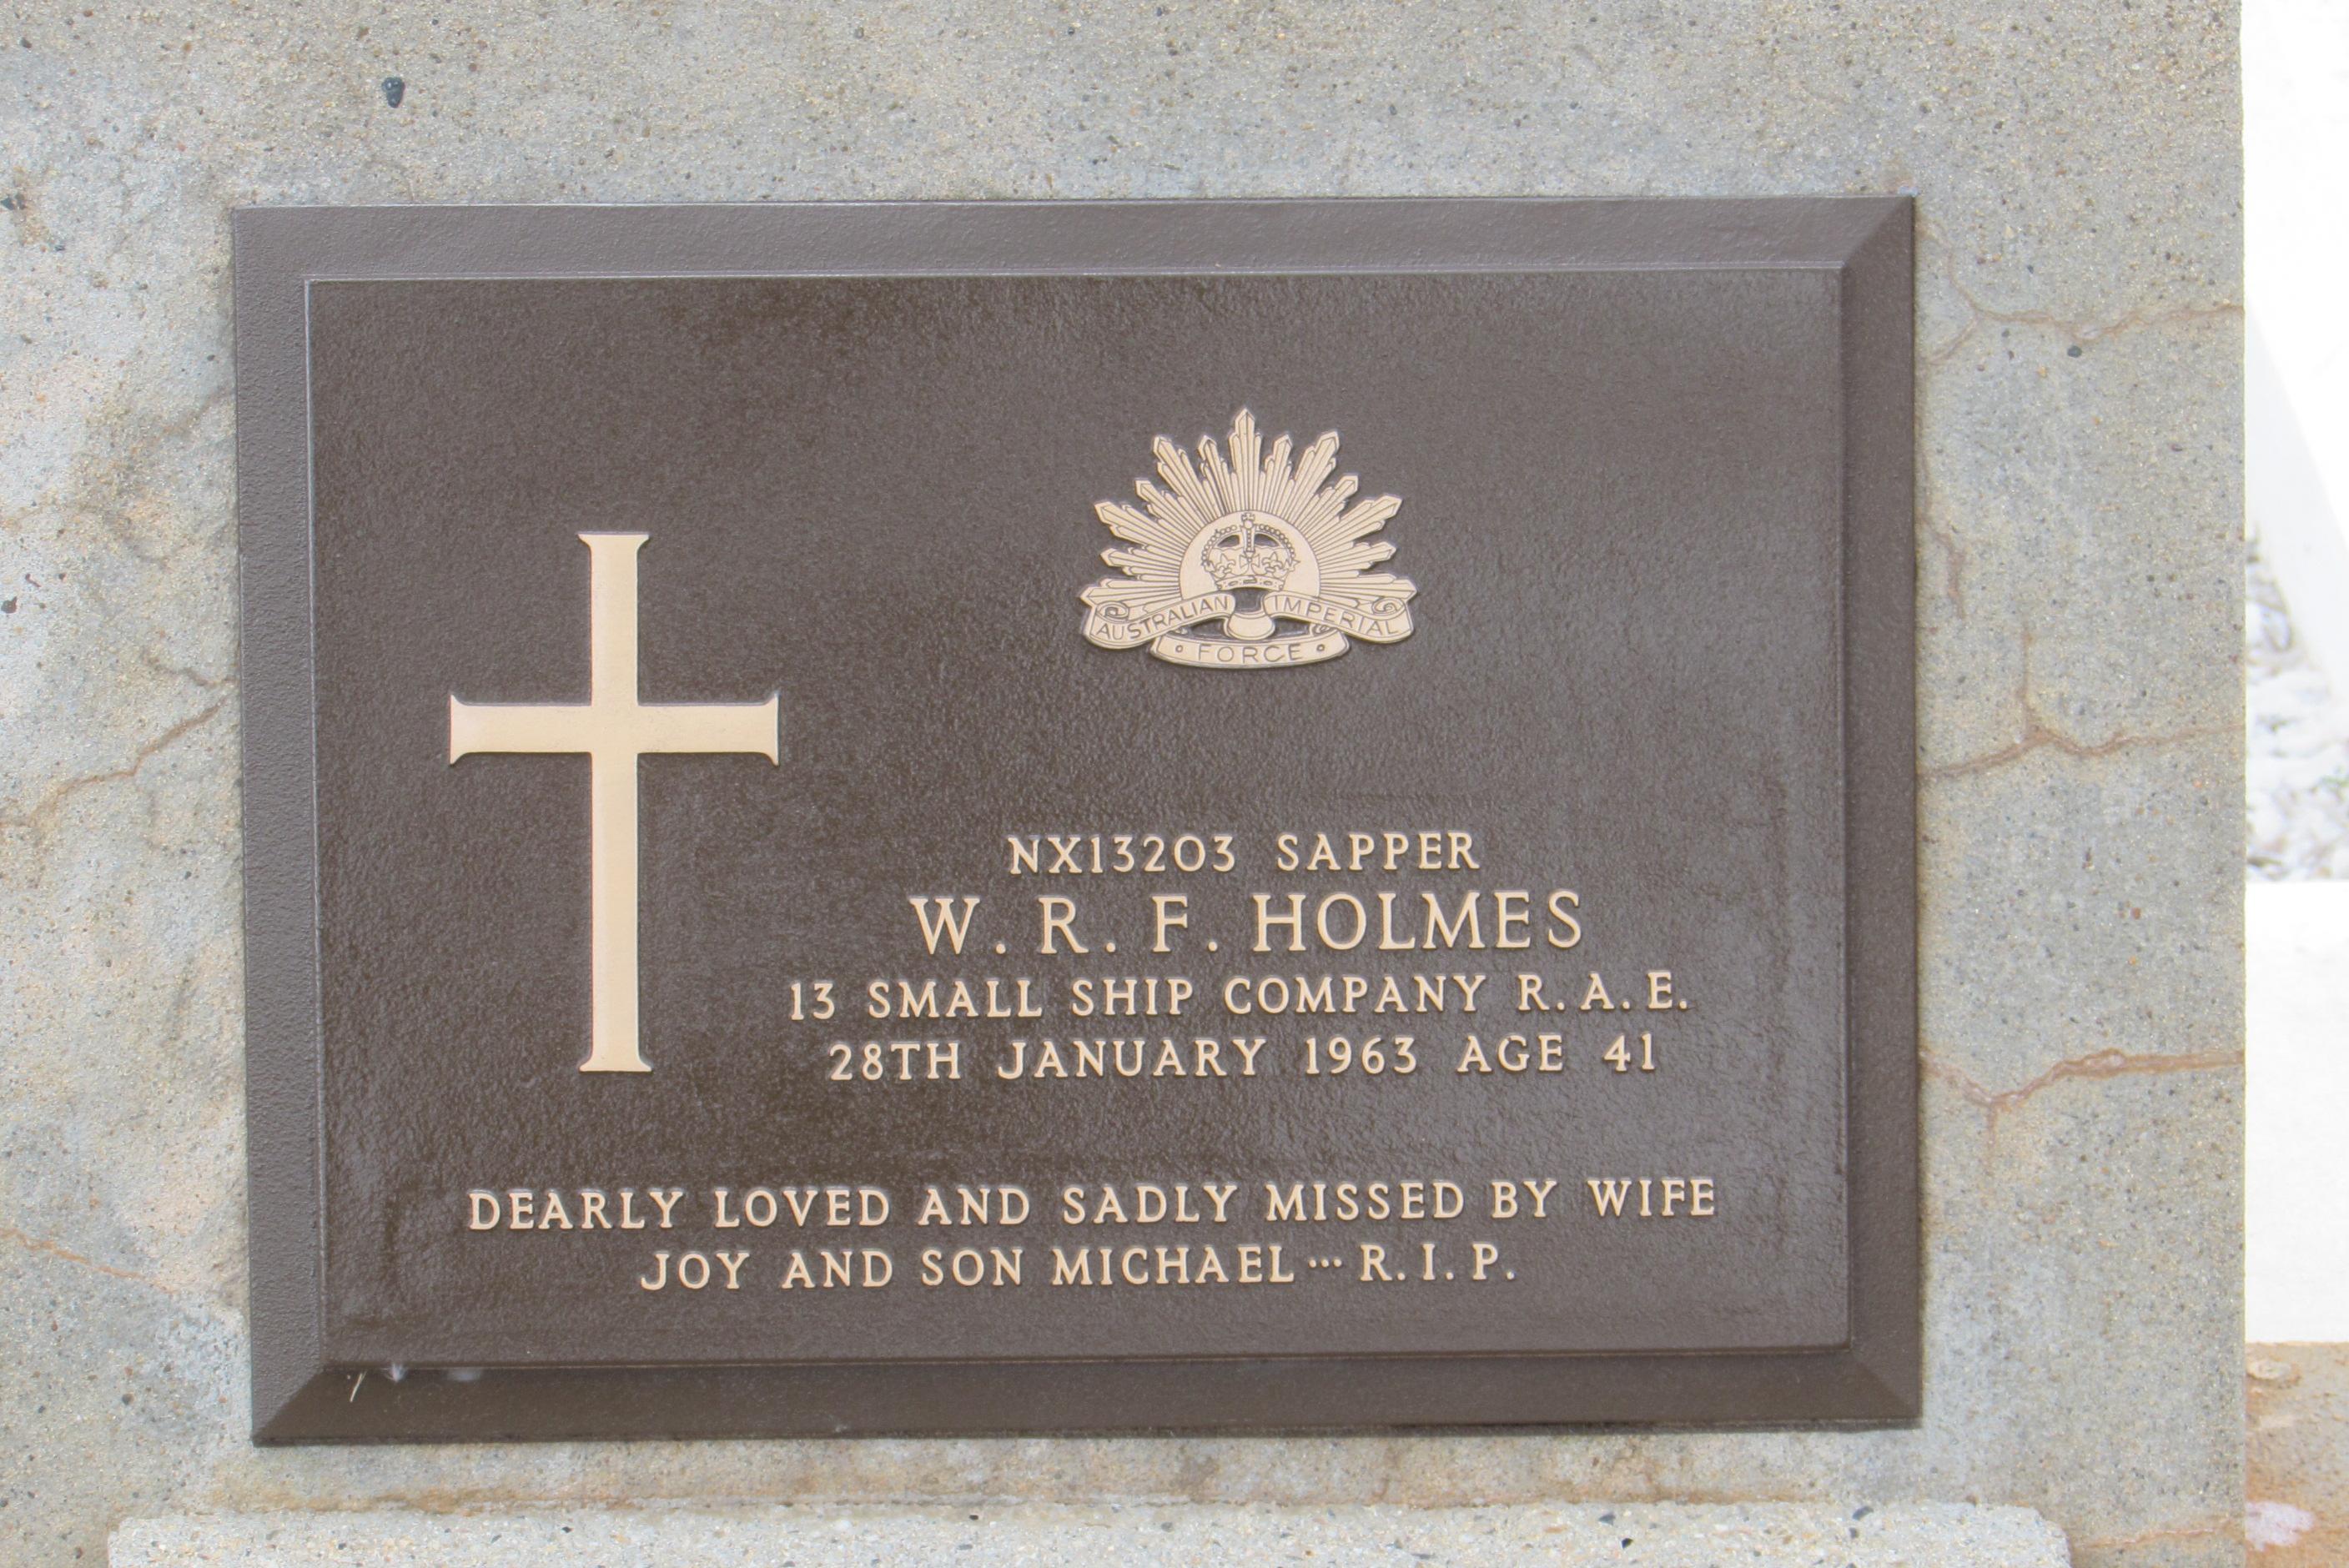 AUSTRALIAN IMPERIAL
FORCE
NX13203 SAPPER
W. R. F. HOLMES
13 SMALL SHIP COMPANY R. A. E.
28TH JANUARY 1963 AGE 41
DEARLY LOVED AND SADLY MISSED BY WIFE
JOY AND SON MICHAEL ··· R. I. P.